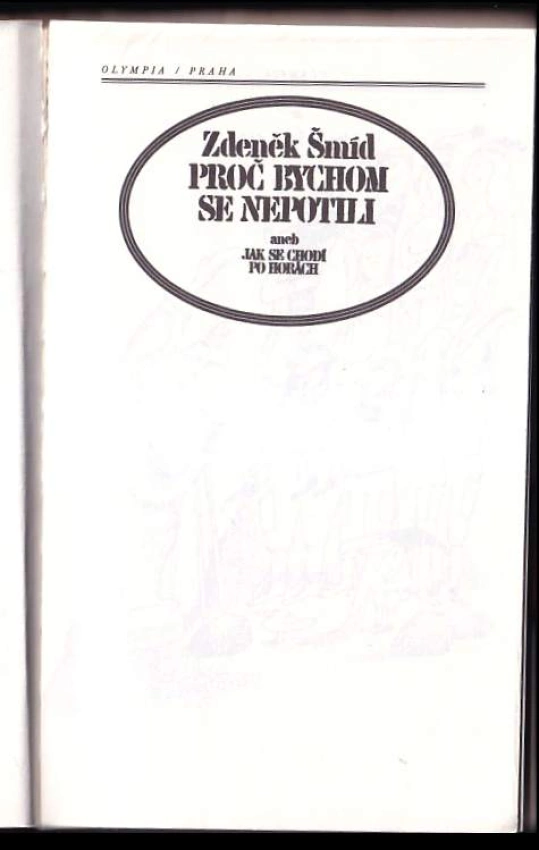 OLYMPIA / PRAHA
Zdeněk Šmíd
PROČ BYCHOM
SE NEPOTILI
aneb
JAK SE CHODÍ
PO HORÁCH